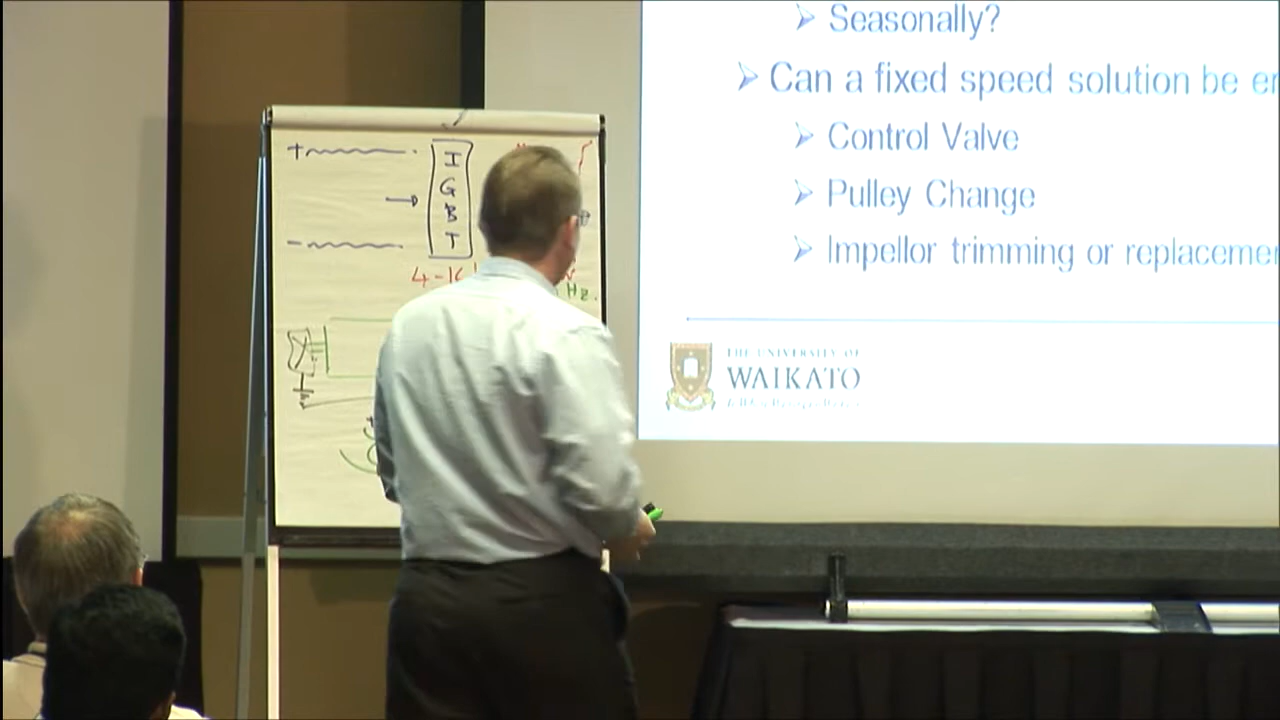 +
I
G
B
T
-
4-16
Hz.
Seasonally?
Can a fixed speed solution be
Control Valve
Pulley Change
Impellor trimming or
THE UNIVERSITY OF
WAIKATO